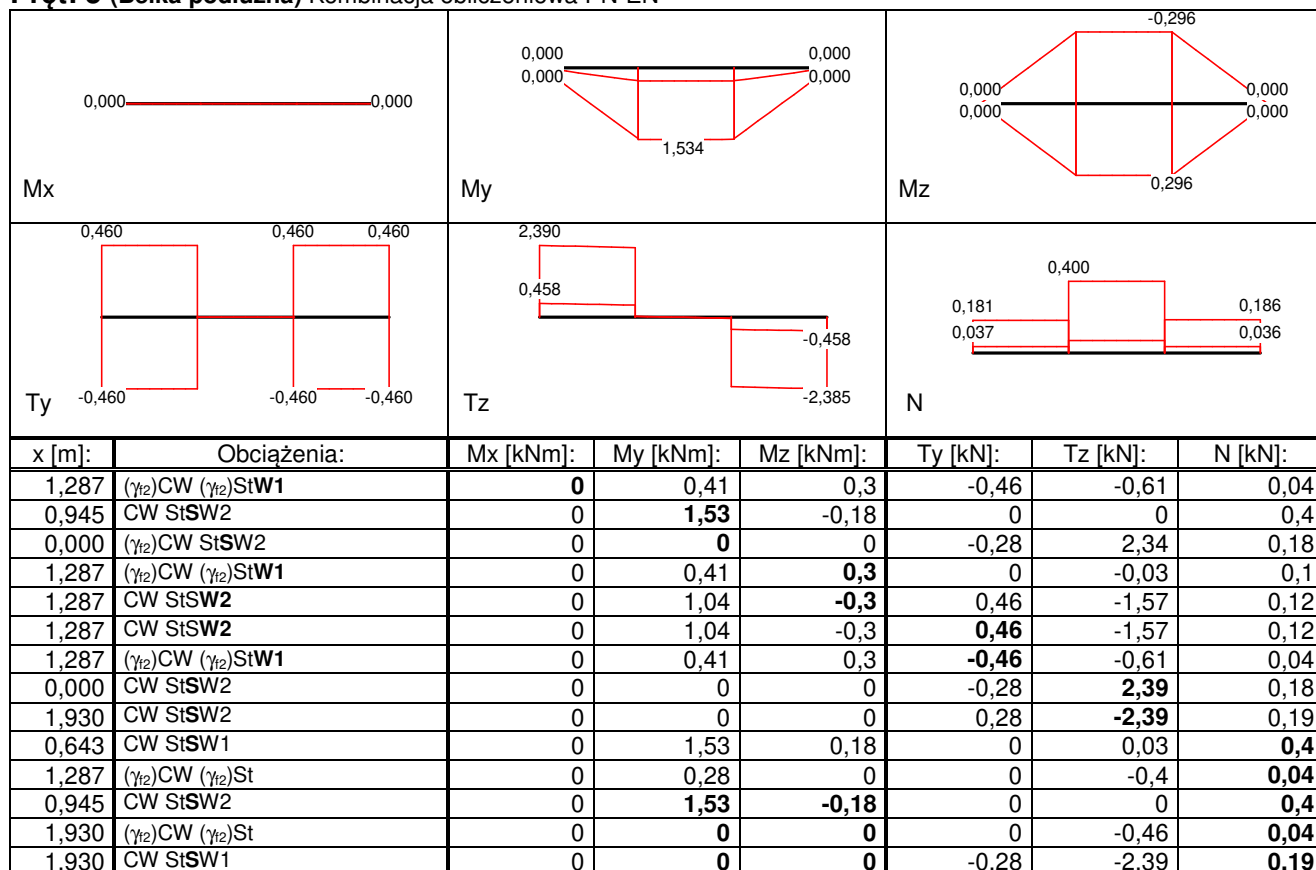 (Belka podłużna) Kombinacja obliczeniowa PN-EN
0,000 0,000
Mx
0,000 0,000
0,000 0,000
1,534
My
-0,296
0,000 0,000
0,000 0,000
0,296
Mz
0,460 0,460 0,460
-0,460 -0,460 -0,460
Ty
2,390
0,458
-0,458
-2,385
Tz
0,400
0,181 0,186
0,037 0,036
N
x [m]: Obciążenia: Mx [kNm]: My [kNm]: Mz [kNm]: Ty [kN]: Tz [kN]: N [kN]:
1,287 (γf2)CW (γf2)StW1 0 0,41 0,3 -0,46 -0,61 0,04
0,945 CW StSW2 0 1,53 -0,18 0 0 0,4
0,000 (γf2)CW StSW2 0 0 0 -0,28 2,34 0,18
1,287 (γf2)CW (γf2)StW1 0 0,41 0,3 0 -0,03 0,1
1,287 CW StSW2 0 1,04 -0,3 0,46 -1,57 0,12
1,287 CW StSW2 0 1,04 -0,3 0,46 -1,57 0,12
1,287 (γf2)CW (γf2)StW1 0 0,41 0,3 -0,46 -0,61 0,04
0,000 CW StSW2 0 0 0 -0,28 2,39 0,18
1,930 CW StSW2 0 0 0 0,28 -2,39 0,19
0,643 CW StSW1 0 1,53 0,18 0 0,03 0,4
1,287 (γf2)CW (γf2)St 0 0,28 0 0 -0,4 0,04
0,945 CW StSW2 0 1,53 -0,18 0 0 0,4
1,930 (γf2)CW (γf2)St 0 0 0 0 -0,46 0,04
1,930 CW StSW1 0 0 0 -0,28 -2,39 0,19